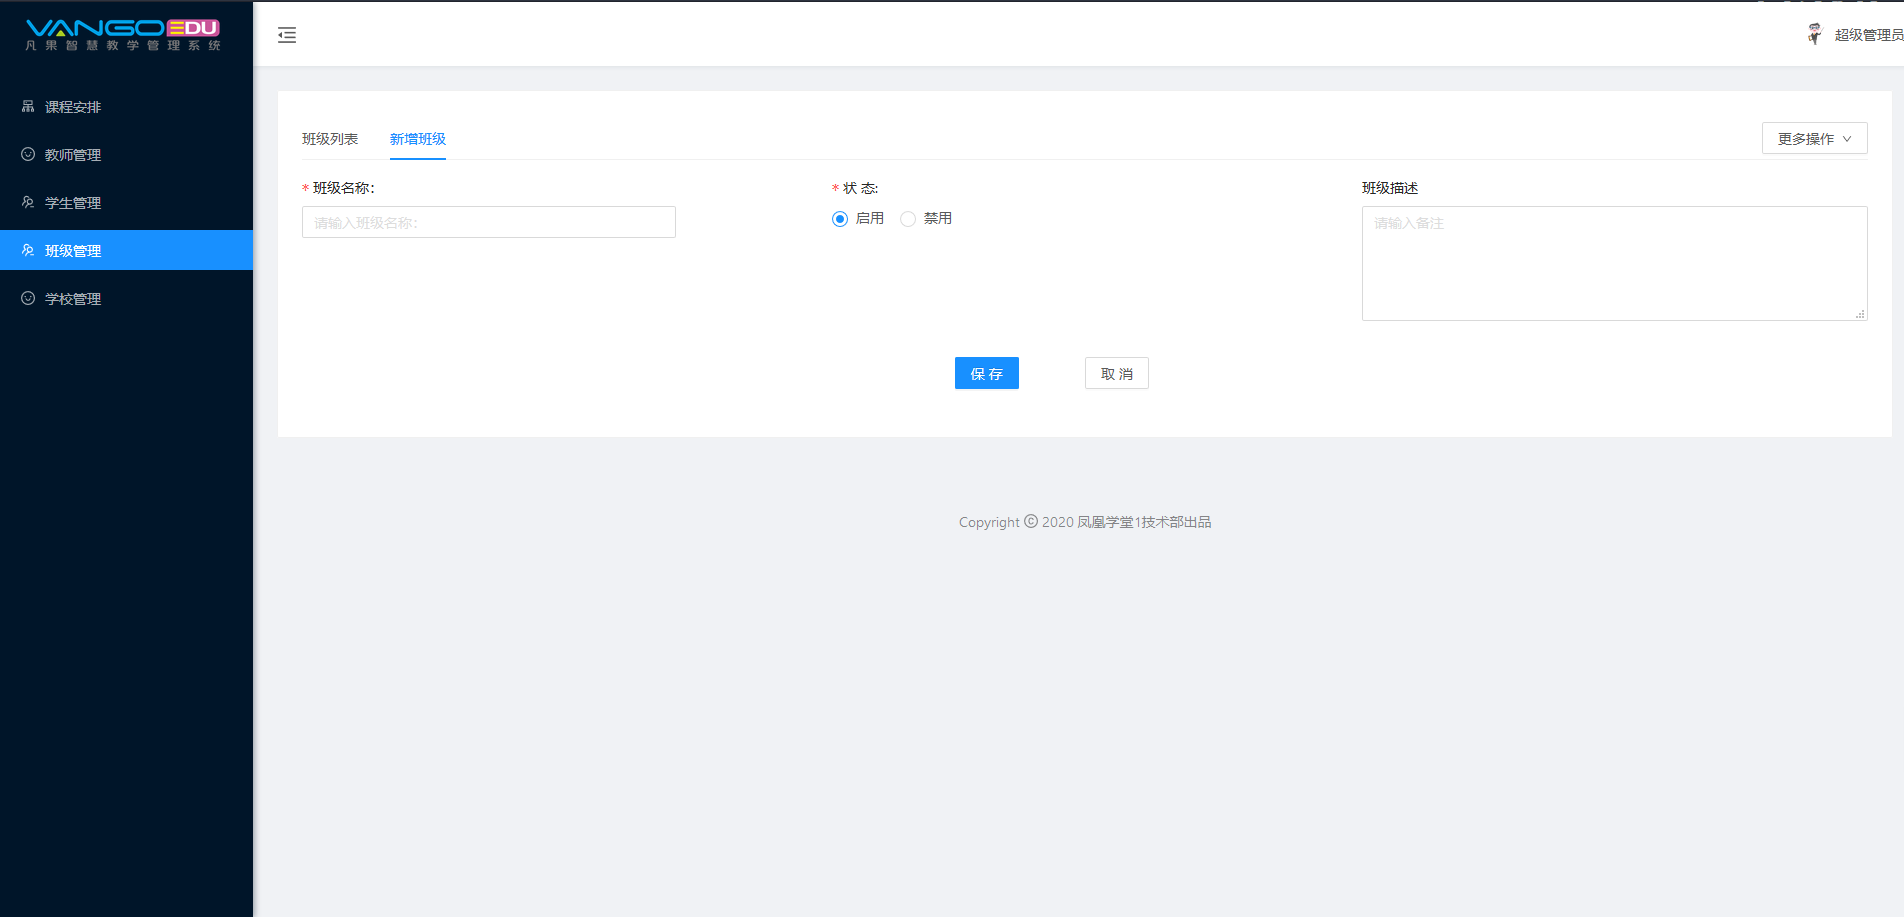 VANGOEDU
凡果智慧教学管理系统
超级管理员
课程安排
教师管理
学生管理
班级管理
学校管理
班级列表 新增班级 更多操作
* 班级名称:
请输入班级名称:
* 状 态:
启用 禁用
班级描述
请输入备注
保 存 取 消
Copyright © 2020 凤凰学堂1技术部出品